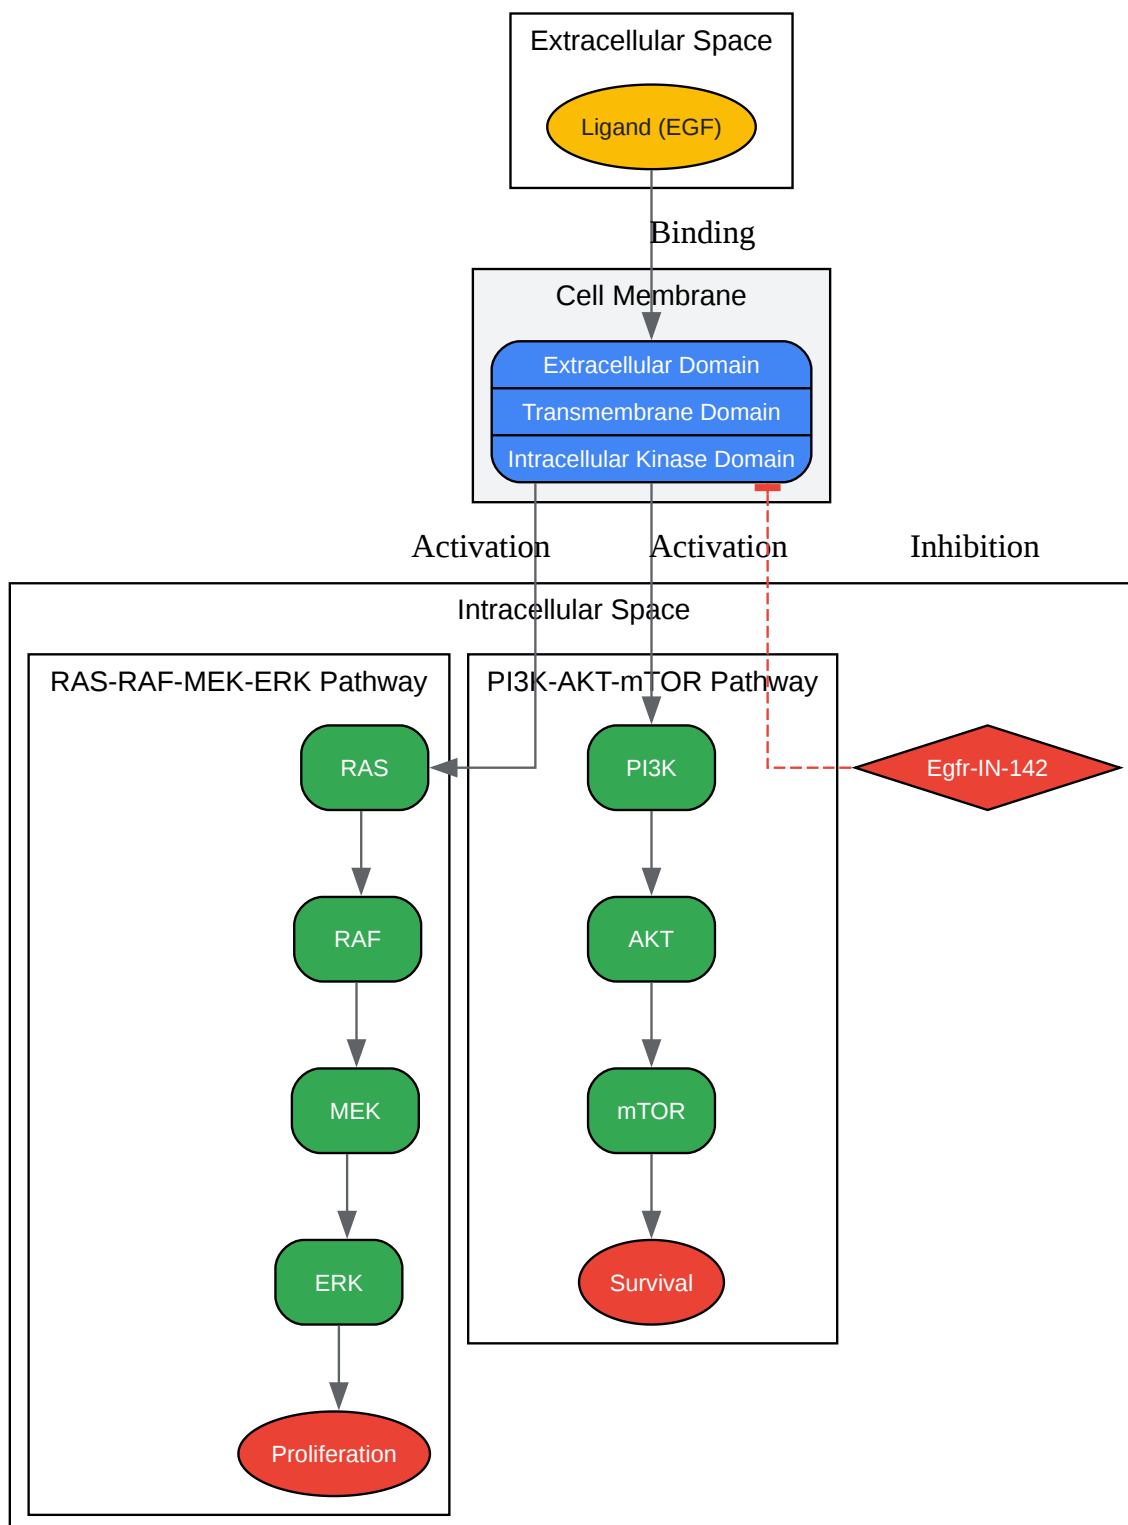 Extracellular Space
Ligand (EGF)
Binding
Cell Membrane
Extracellular Domain
Transmembrane Domain
Intracellular Kinase Domain
Activation
Activation
Inhibition
Intracellular Space
RAS-RAF-MEK-ERK Pathway
PI3K-AKT-mTOR Pathway
RAS
PI3K
Egfr-IN-142
RAF
AKT
MEK
mTOR
ERK
Survival
Proliferation